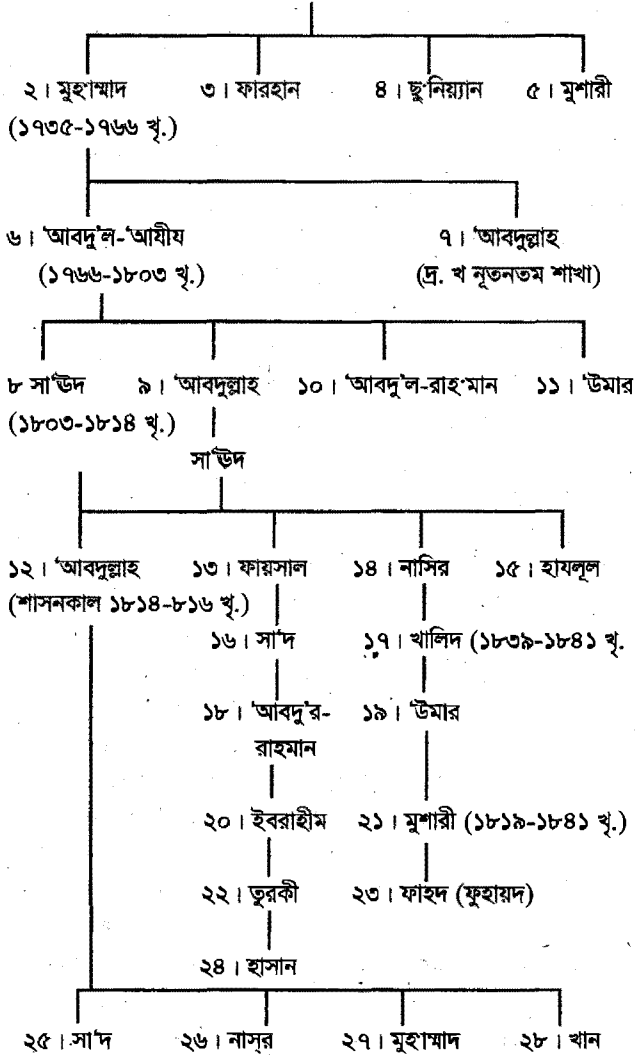 ২। মুহ'াম্মাদ ৩। ফারহান ৪। ছু'নিয়্যান ৫। মুশারী
(১৭৩৫-১৭৬৬ খৃ.)
৬। 'আবদু'ল-'আযীয ৭। 'আবদুল্লাহ
(১৭৬৬-১৮০৩ খৃ.) (দ্র. খ নূতনতম শাখা)
৮ সা'ঊদ ৯। 'আবদুল্লাহ ১০। 'আবদু'ল-রাহ'মান ১১। 'উমার
(১৮০৩-১৮১৪ খৃ.)
সা'ঊদ
১২। 'আবদুল্লাহ ১৩। ফায়সাল ১৪। নাসির ১৫। হাযলূল
(শাসনকাল ১৮১৪-৮১৬ খৃ.)
১৬। সা'দ ১৭। খালিদ (১৮৩৯-১৮৪১ খৃ.
১৮। 'আবদু'র- ১৯। 'উমার
রাহমান
২০। ইবরাহীম ২১। মুশারী (১৮১৯-১৮৪১ খৃ.)
২২। তুরকী ২৩। ফাহদ (ফুহায়দ)
২৪। হাসান
২৫। সা'দ ২৬। নাস্‌র ২৭। মুহ'াম্মাদ ২৮। খান